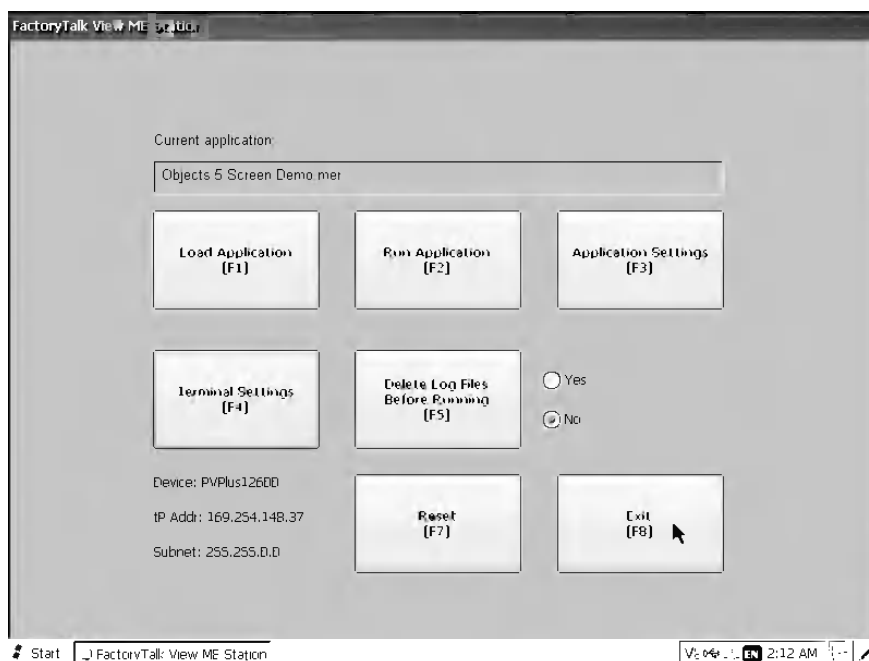 FactoryTalk View ME Station
Current application:
Objects 5 Screen Demo.mer
Load Application
[F1]
Run Application
[F2]
Application Settings
[F3]
Terminal Settings
[F4]
Delete Log Files
Before Running
[F5]
Yes
No
Device: PVPlus1260D
IP Addr: 169.254.148.37
Subnet: 255.255.0.0
Reset
[F7]
Exit
[F8]
Start
FactoryTalk View ME Station
EN
2:12 AM